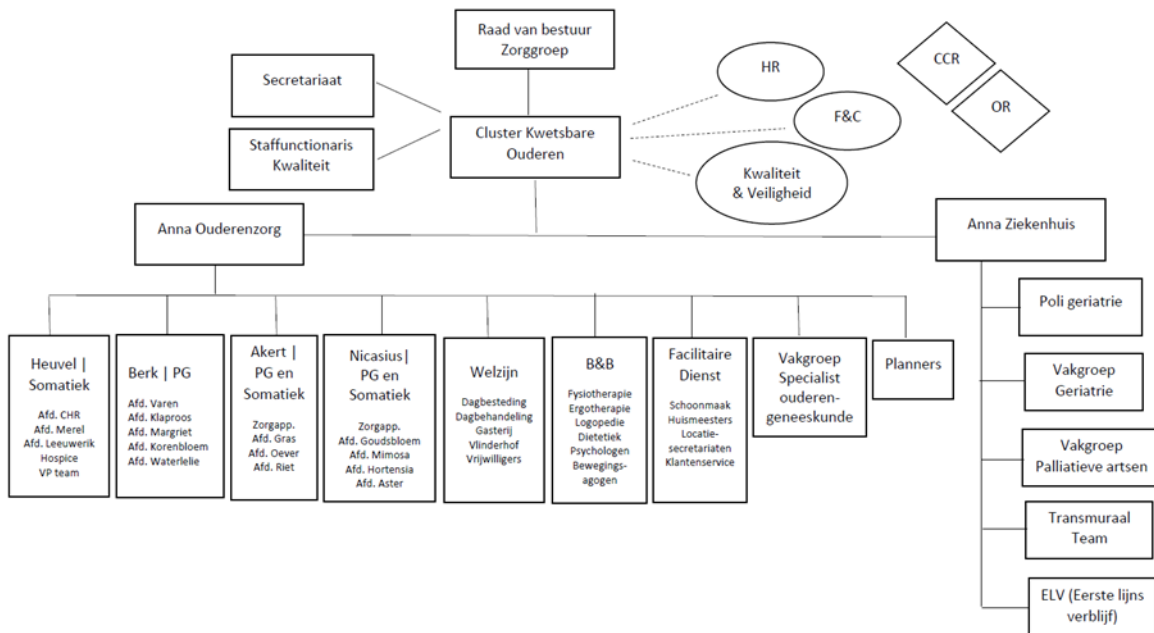 Raad van bestuur
Zorggroep
Secretariaat
HR
CCR
OR
F&C
Staffunctionaris
Kwaliteit
Cluster Kwetsbare
Ouderen
Kwaliteit
& Veiligheid
Anna Ouderenzorg
Anna Ziekenhuis
Heuvel |
Somatiek
Afd. CHR
Afd. Merel
Afd. Leeuwerik
Hospice
VP team
Berk | PG
Afd. Varen
Afd. Klaproos
Afd. Margriet
Afd. Korenbloem
Afd. Waterlelie
Akert |
PG en
Somatiek
Zorgapp.
Afd. Gras
Afd. Oever
Afd. Riet
Nicasius|
PG en
Somatiek
Zorgapp.
Afd. Goudsbloem
Afd. Mimosa
Afd. Hortensia
Afd. Aster
Welzijn
Dagbesteding
Dagbehandeling
Gasterij
Vlinderhof
Vrijwilligers
B&B
Fysiotherapie
Ergotherapie
Logopedie
Dietetiek
Psychologen
Bewegings-
agogen
Facilitaire
Dienst
Schoonmaak
Huismeesters
Locatie-
secretariaten
Klantenservice
Vakgroep
Specialist
ouderen-
geneeskunde
Planners
Poli geriatrie
Vakgroep
Geriatrie
Vakgroep
Palliatieve artsen
Transmuraal
Team
ELV (Eerste lijns
verblijf)